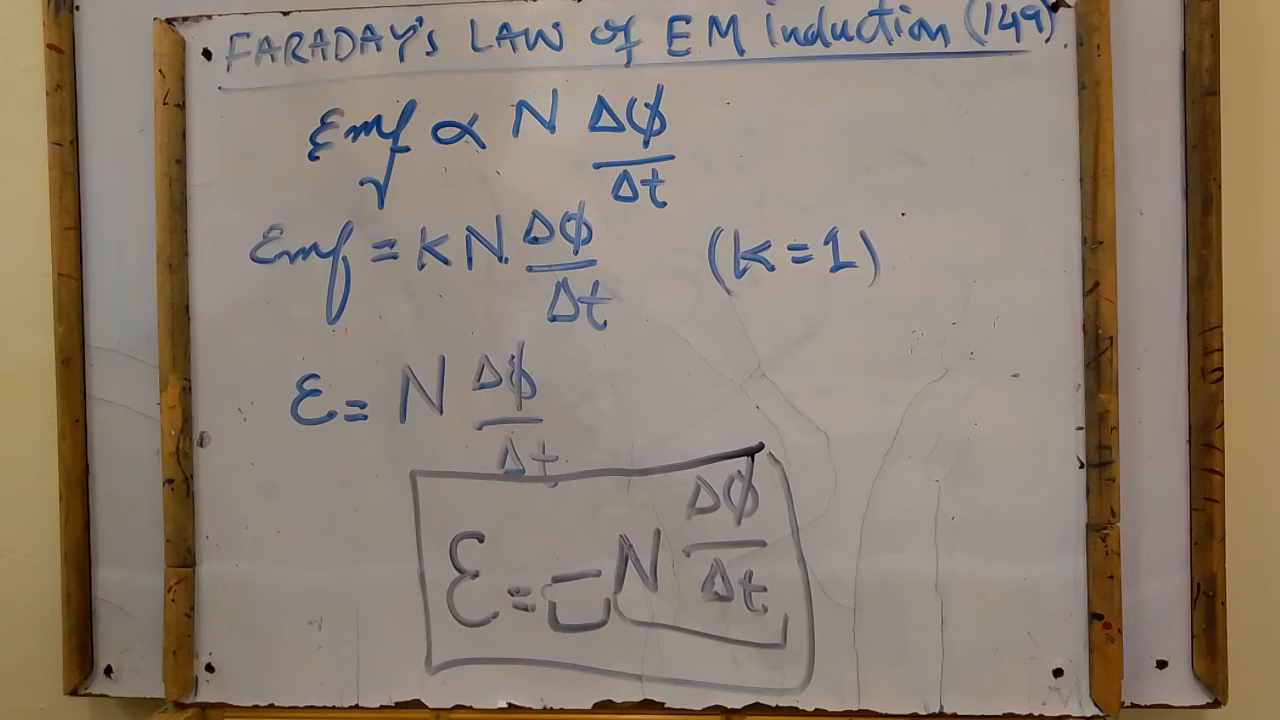 FARADAY's LAW of EM induction (149)
Emf ∝ N Δϕ/Δt
Emf = K N Δϕ/Δt (K = 1)
ε = N Δϕ/Δt
ε = - N Δϕ/Δt